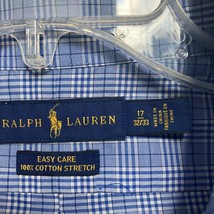 RALPH LAUREN
17
32/33
EASY CARE
100% COTTON STRETCH